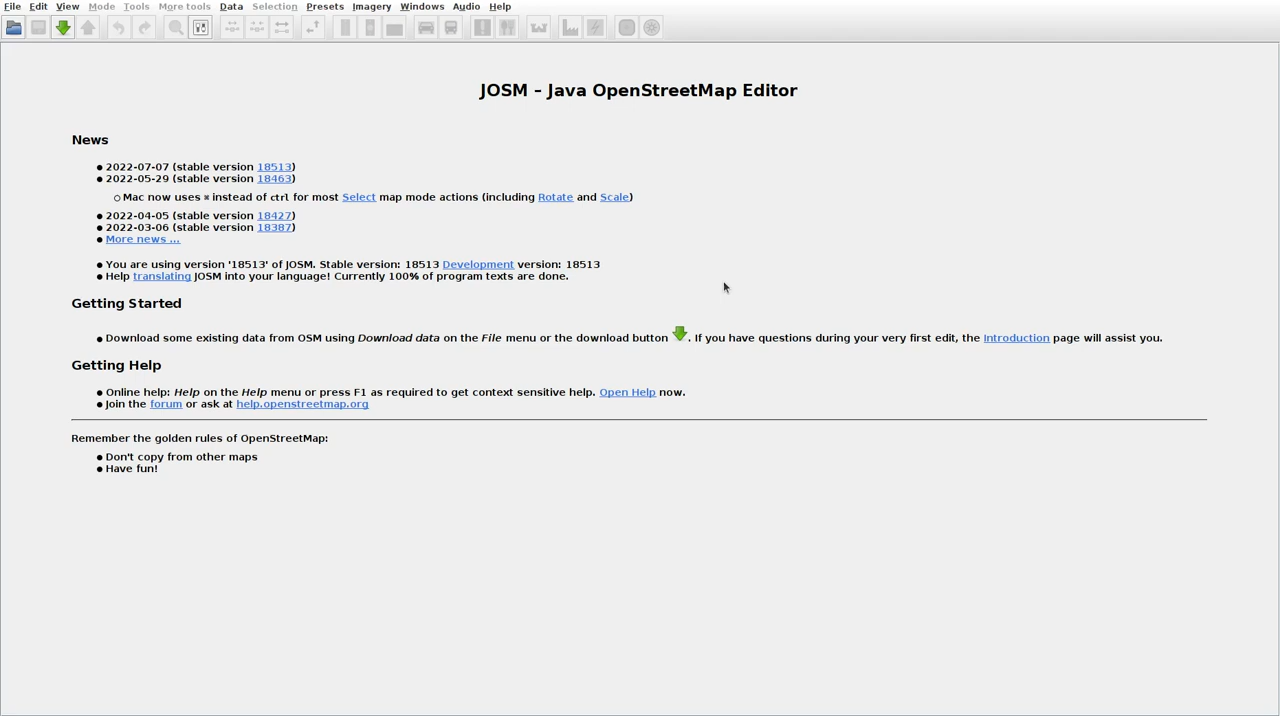 File Edit View Mode Tools More tools Data Selection Presets Imagery Windows Audio Help
JOSM – Java OpenStreetMap Editor
News
2022-07-07 (stable version 18513)
2022-05-29 (stable version 18463)
Mac now uses ⌘ instead of ctrl for most Select map mode actions (including Rotate and Scale)
2022-04-05 (stable version 18427)
2022-03-06 (stable version 18387)
More news ...
You are using version '18513' of JOSM. Stable version: 18513 Development version: 18513
Help translating JOSM into your language! Currently 100% of program texts are done.
Getting Started
Download some existing data from OSM using Download data on the File menu or the download button . If you have questions during your very first edit, the Introduction page will assist you.
Getting Help
Online help: Help on the Help menu or press F1 as required to get context sensitive help. Open Help now.
Join the forum or ask at help.openstreetmap.org
Remember the golden rules of OpenStreetMap:
Don't copy from other maps
Have fun!